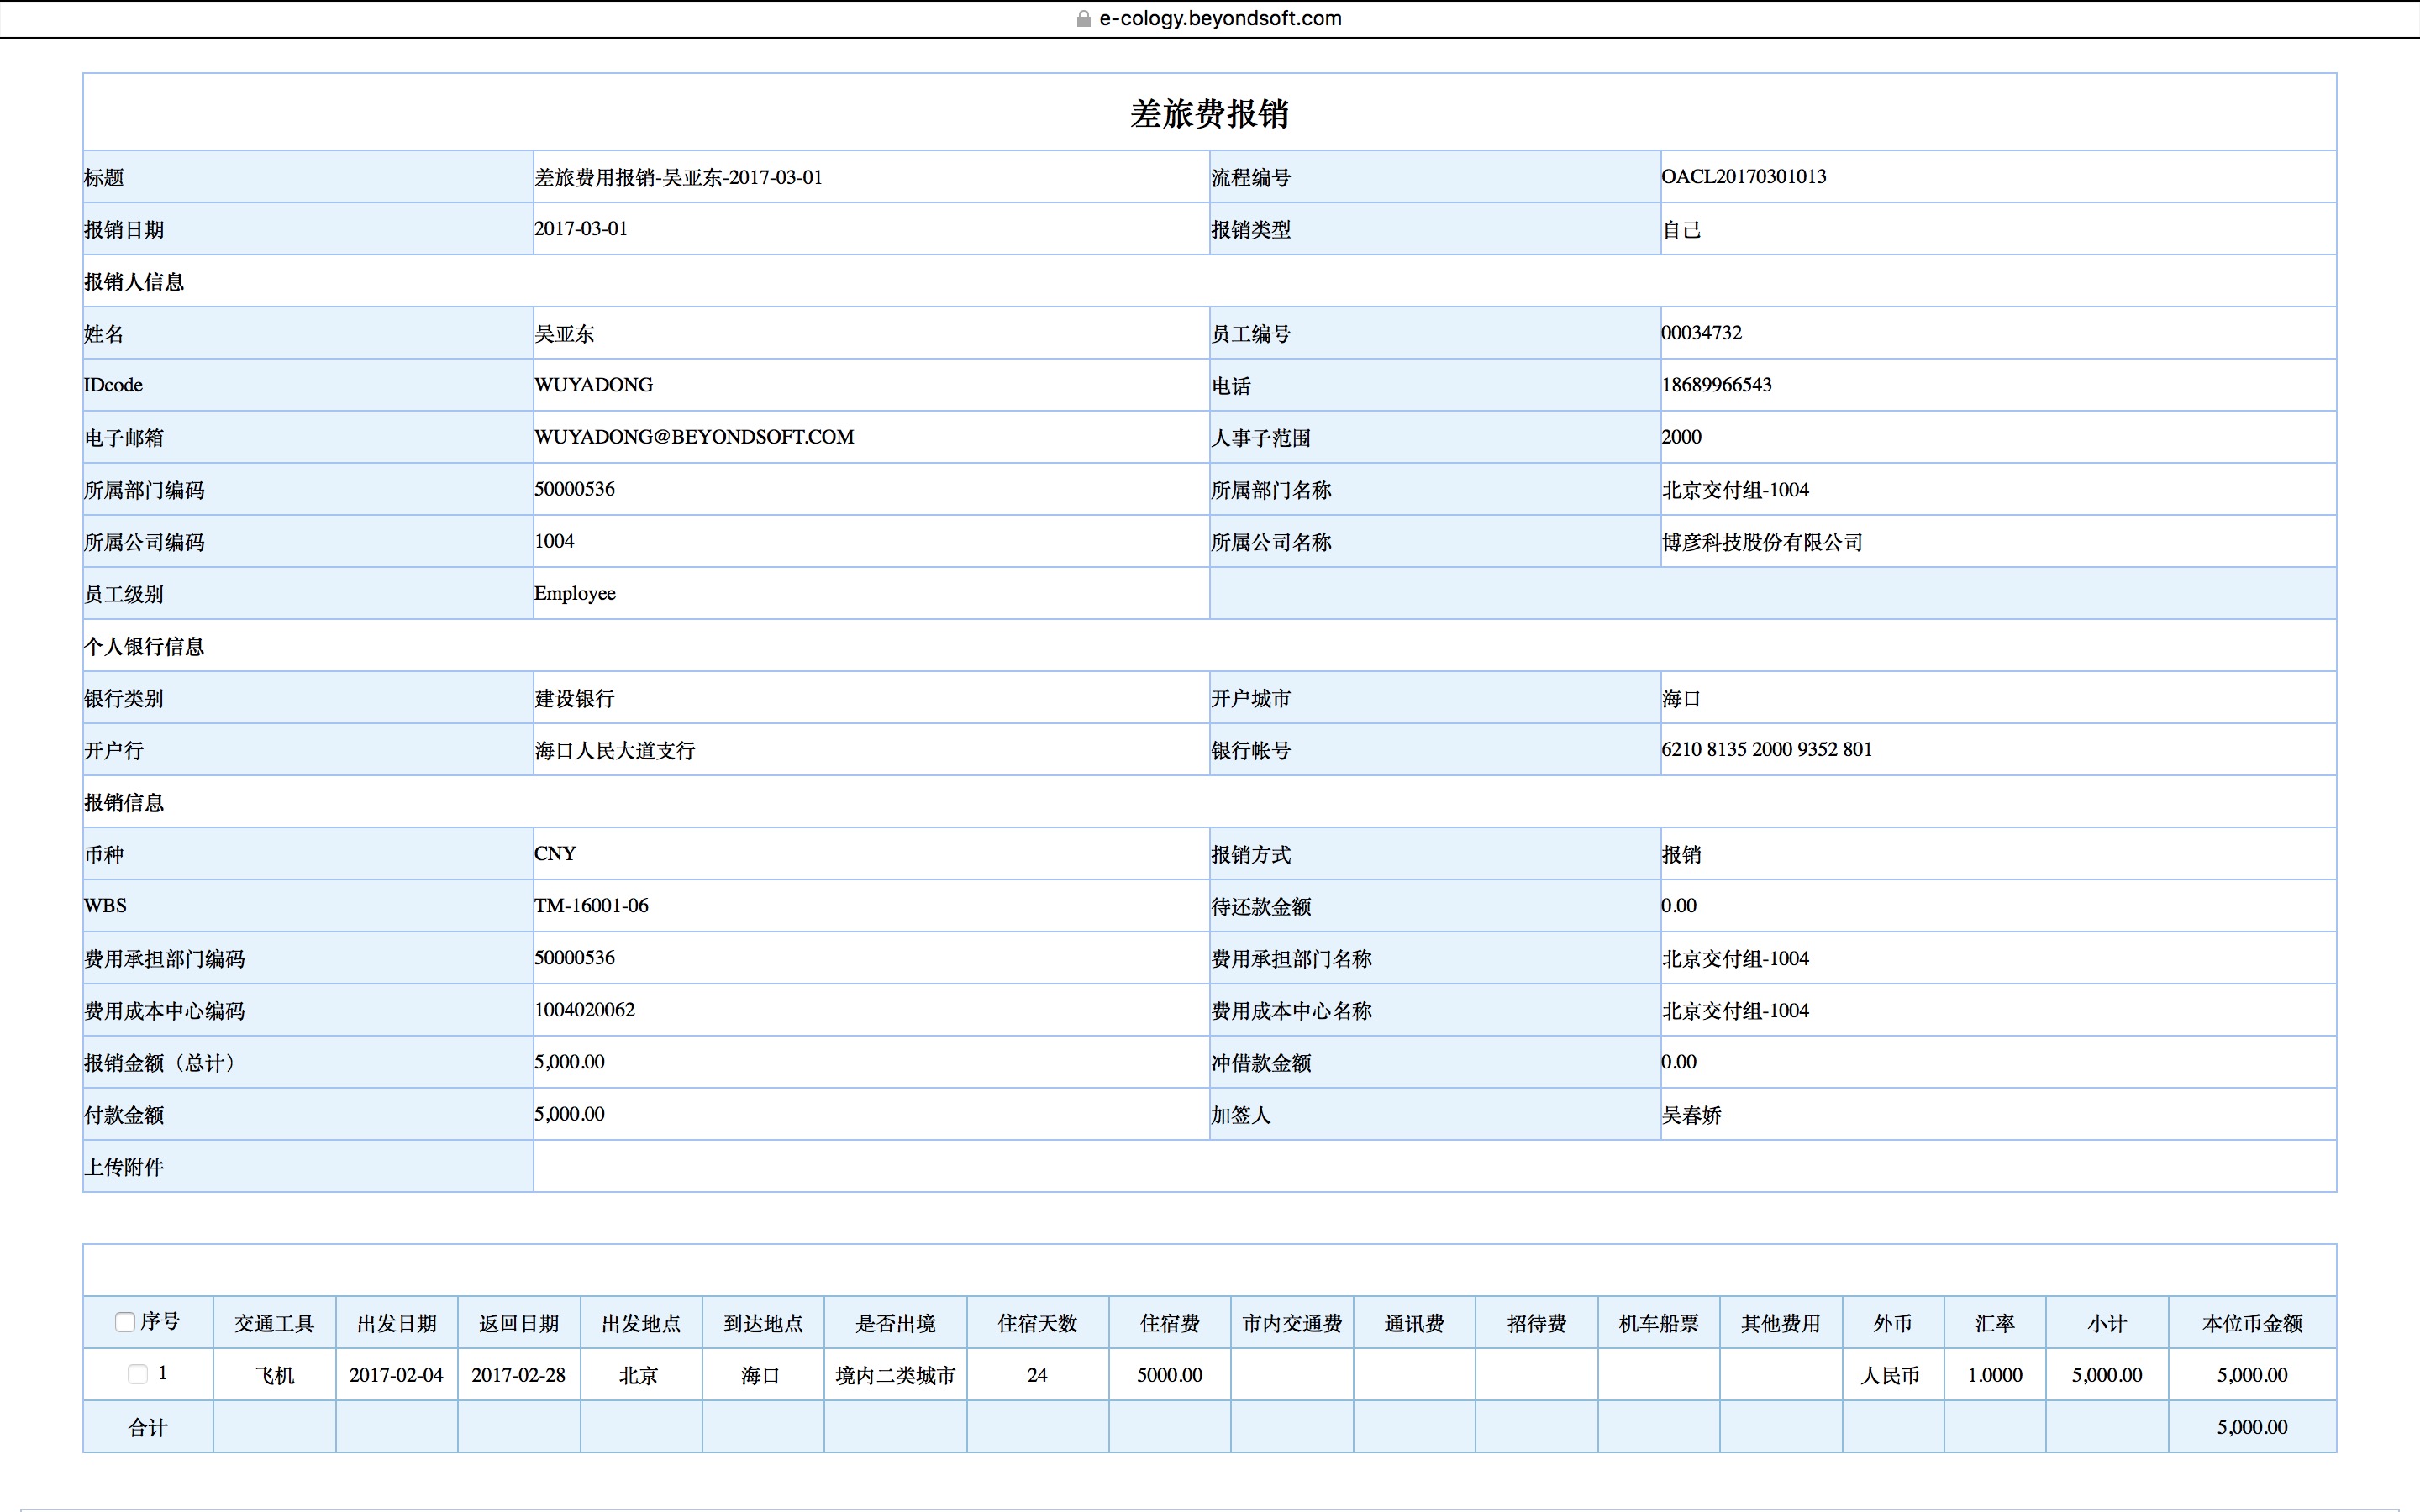 e-cology.beyondsoft.com
差旅费报销
标题 差旅费用报销-吴亚东-2017-03-01 流程编号 OACL20170301013
报销日期 2017-03-01 报销类型 自己
报销人信息
姓名 吴亚东 员工编号 00034732
IDcode WUYADONG 电话 18689966543
电子邮箱 WUYADONG@BEYONDSOFT.COM 人事子范围 2000
所属部门编码 50000536 所属部门名称 北京交付组-1004
所属公司编码 1004 所属公司名称 博彦科技股份有限公司
员工级别 Employee
个人银行信息
银行类别 建设银行 开户城市 海口
开户行 海口人民大道支行 银行帐号 6210 8135 2000 9352 801
报销信息
币种 CNY 报销方式 报销
WBS TM-16001-06 待还款金额 0.00
费用承担部门编码 50000536 费用承担部门名称 北京交付组-1004
费用成本中心编码 1004020062 费用成本中心名称 北京交付组-1004
报销金额（总计） 5,000.00 冲借款金额 0.00
付款金额 5,000.00 加签人 吴春娇
上传附件
序号 交通工具 出发日期 返回日期 出发地点 到达地点 是否出境 住宿天数 住宿费 市内交通费 通讯费 招待费 机车船票 其他费用 外币 汇率 小计 本位币金额
1 飞机 2017-02-04 2017-02-28 北京 海口 境内二类城市 24 5000.00 人民币 1.0000 5,000.00 5,000.00
合计 5,000.00